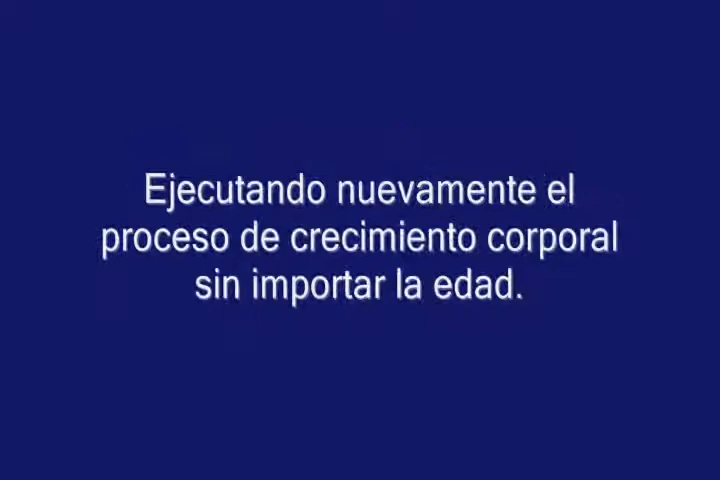 Ejecutando nuevamente el
proceso de crecimiento corporal
sin importar la edad.